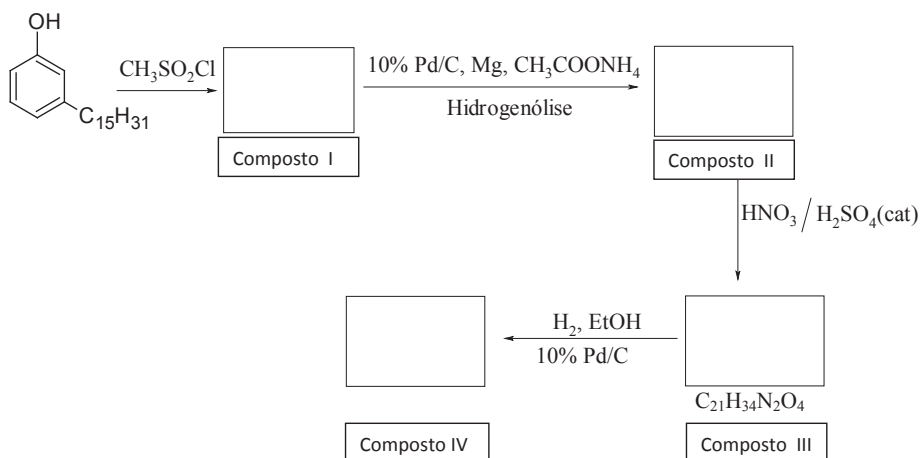 OH
C₁₅H₃₁
CH₃SO₂Cl
Composto I
10% Pd/C, Mg, CH₃COONH₄
Hidrogenólise
Composto II
HNO₃ / H₂SO₄(cat)
H₂, EtOH
10% Pd/C
C₂₁H₃₄N₂O₄
Composto IV
Composto III